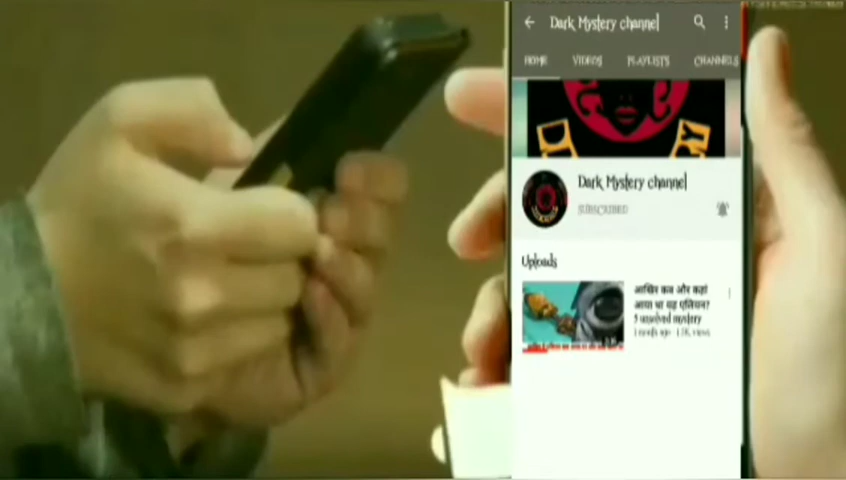 Dark Mystery channel
HOME VIDEOS PLAYLISTS CHANNELS
Dark Mystery channel
SUBSCRIBED
Uploads
आखिर कब और कहां
आया था यह एलियन?
5 unsolved mystery